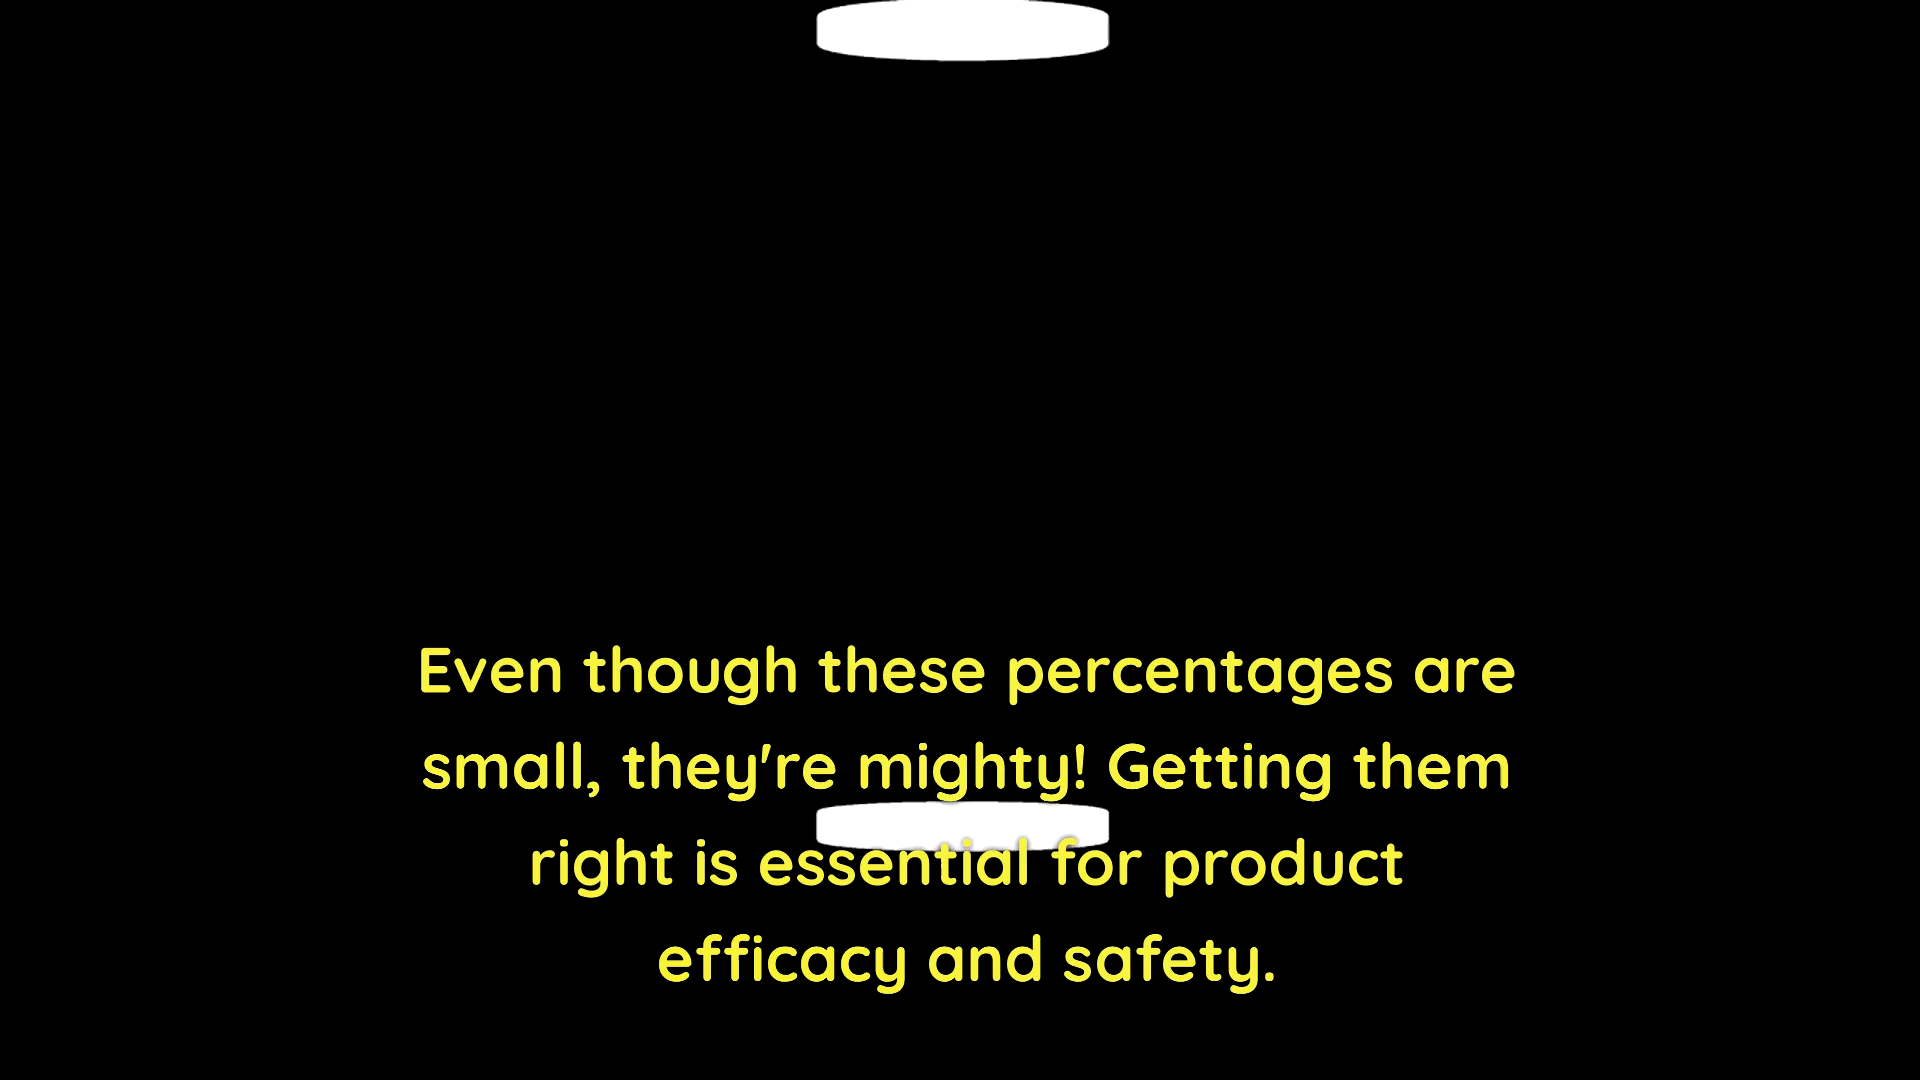 Even though these percentages are
small, they're mighty! Getting them
right is essential for product
efficacy and safety.